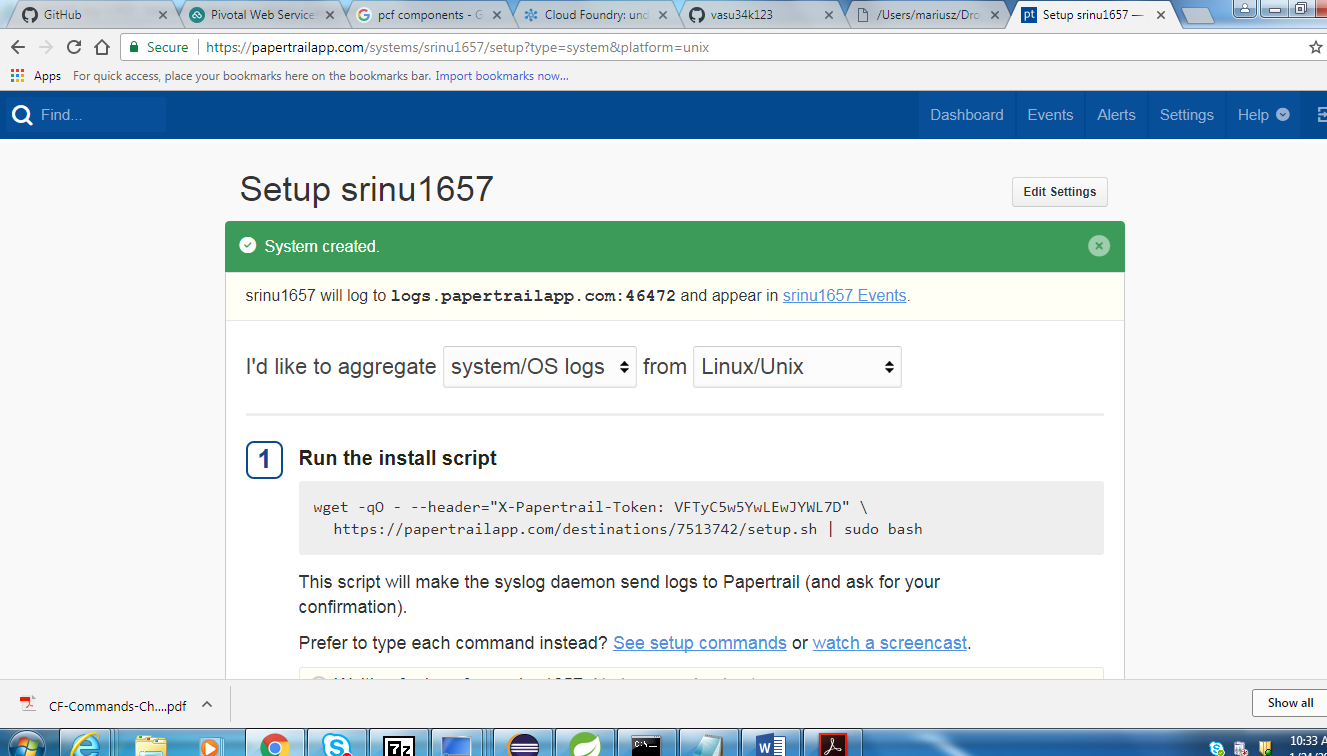 GitHub
Pivotal Web Service
pcf components - G
Cloud Foundry: und
vasu34k123
/Users/mariusz/Dro
pt Setup srinu1657 —
Secure https://papertrailapp.com/systems/srinu1657/setup?type=system&platform=unix
Apps For quick access, place your bookmarks here on the bookmarks bar. Import bookmarks now...
Find... Dashboard Events Alerts Settings Help
Setup srinu1657
Edit Settings
System created.
srinu1657 will log to logs.papertrailapp.com:46472 and appear in srinu1657 Events.
I'd like to aggregate system/OS logs from Linux/Unix
1 Run the install script
wget -qO - --header="X-Papertrail-Token: VFTyC5w5YwLEwJYWL7D" \
https://papertrailapp.com/destinations/7513742/setup.sh | sudo bash
This script will make the syslog daemon send logs to Papertrail (and ask for your
confirmation).
Prefer to type each command instead? See setup commands or watch a screencast.
CF-Commands-Ch....pdf
Show all
7z
C:\_
10:33 A